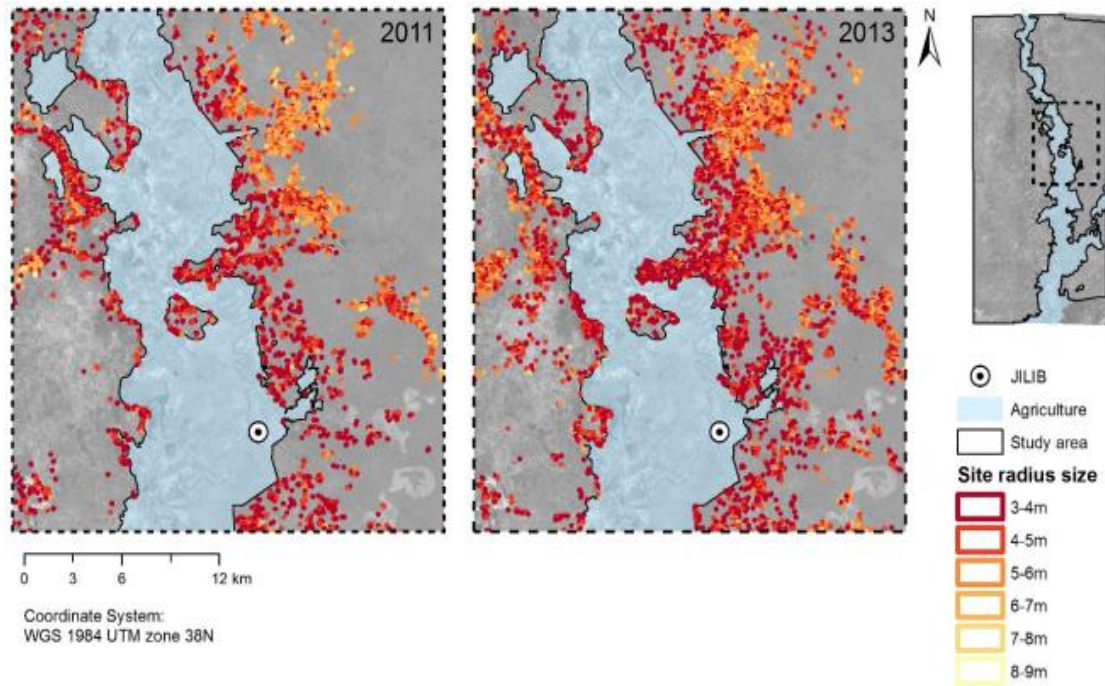 2011
2013
N
JILIB
Agriculture
Study area
Site radius size
3-4m
4-5m
5-6m
6-7m
7-8m
8-9m
0 3 6 12 km
Coordinate System:
WGS 1984 UTM zone 38N